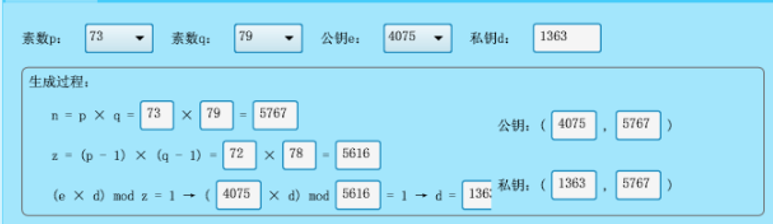 素数p: 73 素数q: 79 公钥e: 4075 私钥d: 1363
生成过程:
n = p × q = 73 × 79 = 5767
公钥: ( 4075 , 5767 )
z = (p - 1) × (q - 1) = 72 × 78 = 5616
私钥: ( 1363 , 5767 )
(e × d) mod z = 1 → ( 4075 × d) mod 5616 = 1 → d = 136